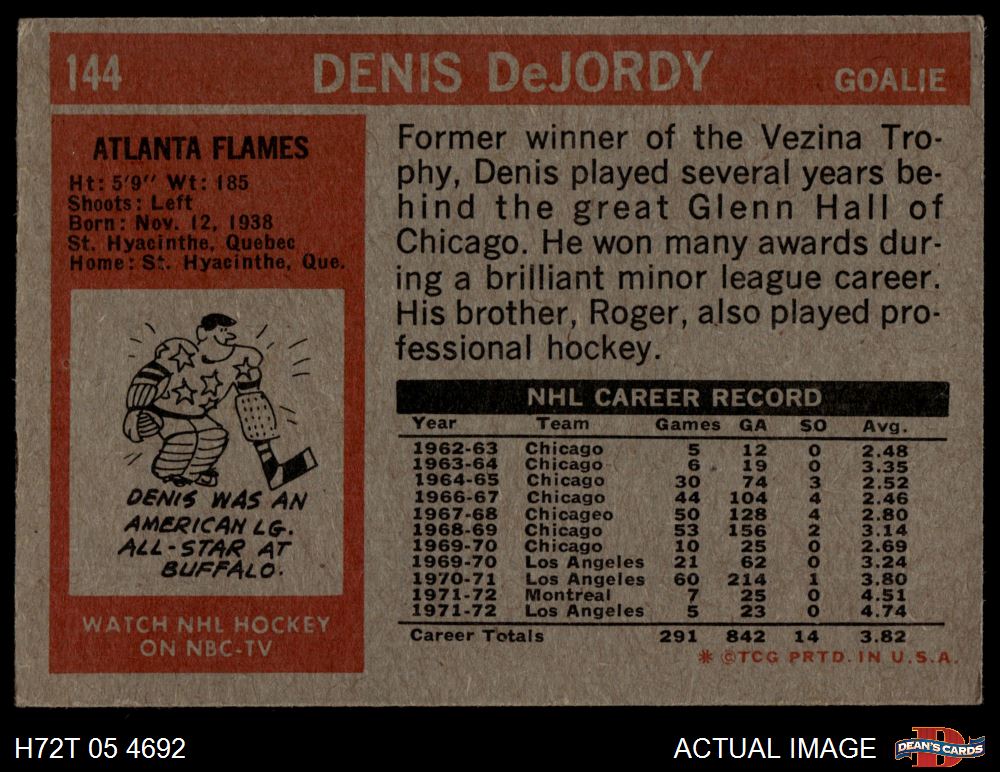 144 DENIS DeJORDY GOALIE
ATLANTA FLAMES
Ht: 5'9" Wt: 185
Shoots: Left
Born: Nov. 12, 1938
St. Hyacinthe, Quebec
Home: St. Hyacinthe, Que.
DENIS WAS AN
AMERICAN LG.
ALL-STAR AT
BUFFALO.
WATCH NHL HOCKEY
ON NBC-TV
Former winner of the Vezina Tro-
phy, Denis played several years be-
hind the great Glenn Hall of
Chicago. He won many awards dur-
ing a brilliant minor league career.
His brother, Roger, also played pro-
fessional hockey.
NHL CAREER RECORD
Year Team Games GA SO Avg.
1962-63 Chicago 5 12 0 2.48
1963-64 Chicago 6 19 0 3.35
1964-65 Chicago 30 74 3 2.52
1966-67 Chicago 44 104 4 2.46
1967-68 Chicageo 50 128 4 2.80
1968-69 Chicago 53 156 2 3.14
1969-70 Chicago 10 25 0 2.69
1969-70 Los Angeles 21 62 0 3.24
1970-71 Los Angeles 60 214 1 3.80
1971-72 Montreal 7 25 0 4.51
1971-72 Los Angeles 5 23 0 4.74
Career Totals 291 842 14 3.82
* ©TCG PRTD. IN U.S.A.
H72T 05 4692 ACTUAL IMAGE DEAN'S CARDS